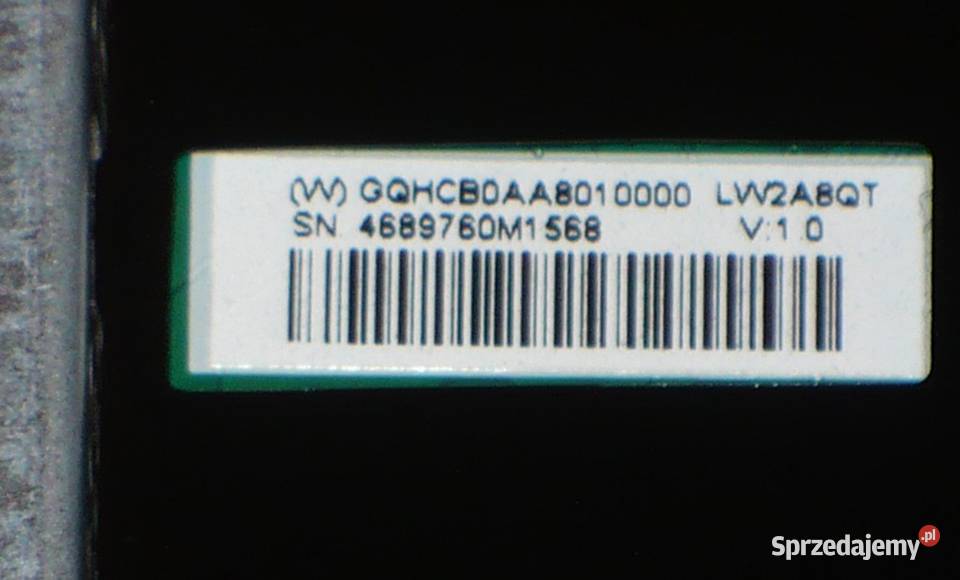 (W) GQHCB0AA8010000 LW2A8QT
SN. 4689760M1568 V:1.0
Sprzedajemy.pl